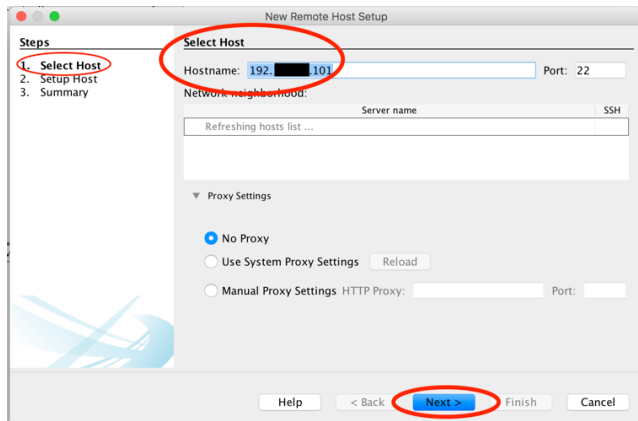 New Remote Host Setup
Steps
1. Select Host
2. Setup Host
3. Summary
Select Host
Hostname: 192. .101 Port: 22
Network neighborhood:
Server name SSH
Refreshing hosts list ...
Proxy Settings
No Proxy
Use System Proxy Settings Reload
Manual Proxy Settings HTTP Proxy: Port:
Help < Back Next > Finish Cancel